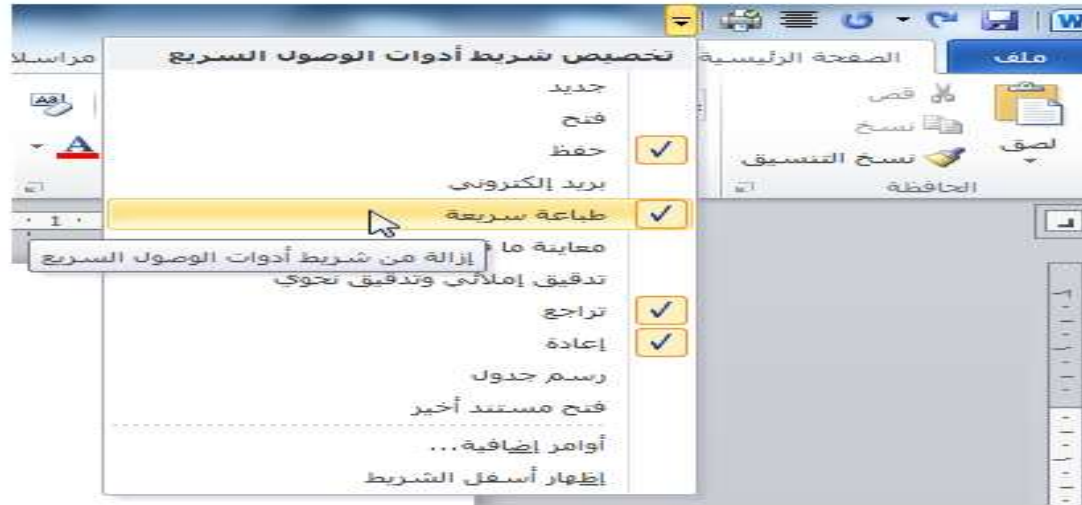 W
ملف
الصفحة الرئيسية
لصق
قص
نسخ
نسخ التنسيق
الحافظة
Aa
A
1
تخصيص شريط أدوات الوصول السريع
جديد
فتح
حفظ
بريد إلكتروني
طباعة سريعة
معاينة ما
إزالة من شريط أدوات الوصول السريع
تدقيق إملائي وتدقيق نحوي
تراجع
إعادة
رسم جدول
فتح مستند أخير
أوامر إضافية...
إظهار أسفل الشريط